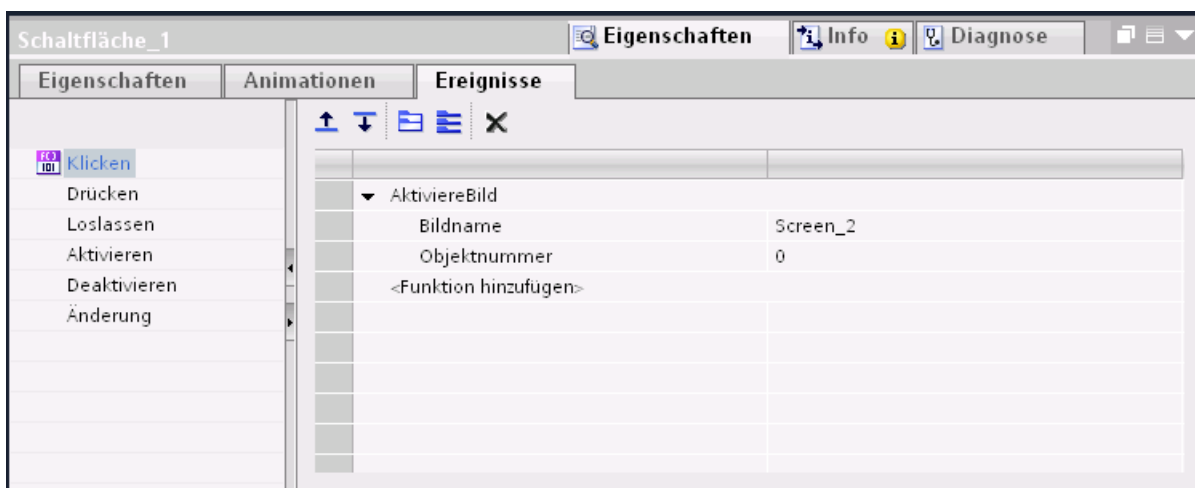 Schaltfläche_1 Eigenschaften Info Diagnose
Eigenschaften Animationen Ereignisse
Klicken
Drücken
Loslassen
Aktivieren
Deaktivieren
Änderung
AktiviereBild
Bildname Screen_2
Objektnummer 0
<Funktion hinzufügen>